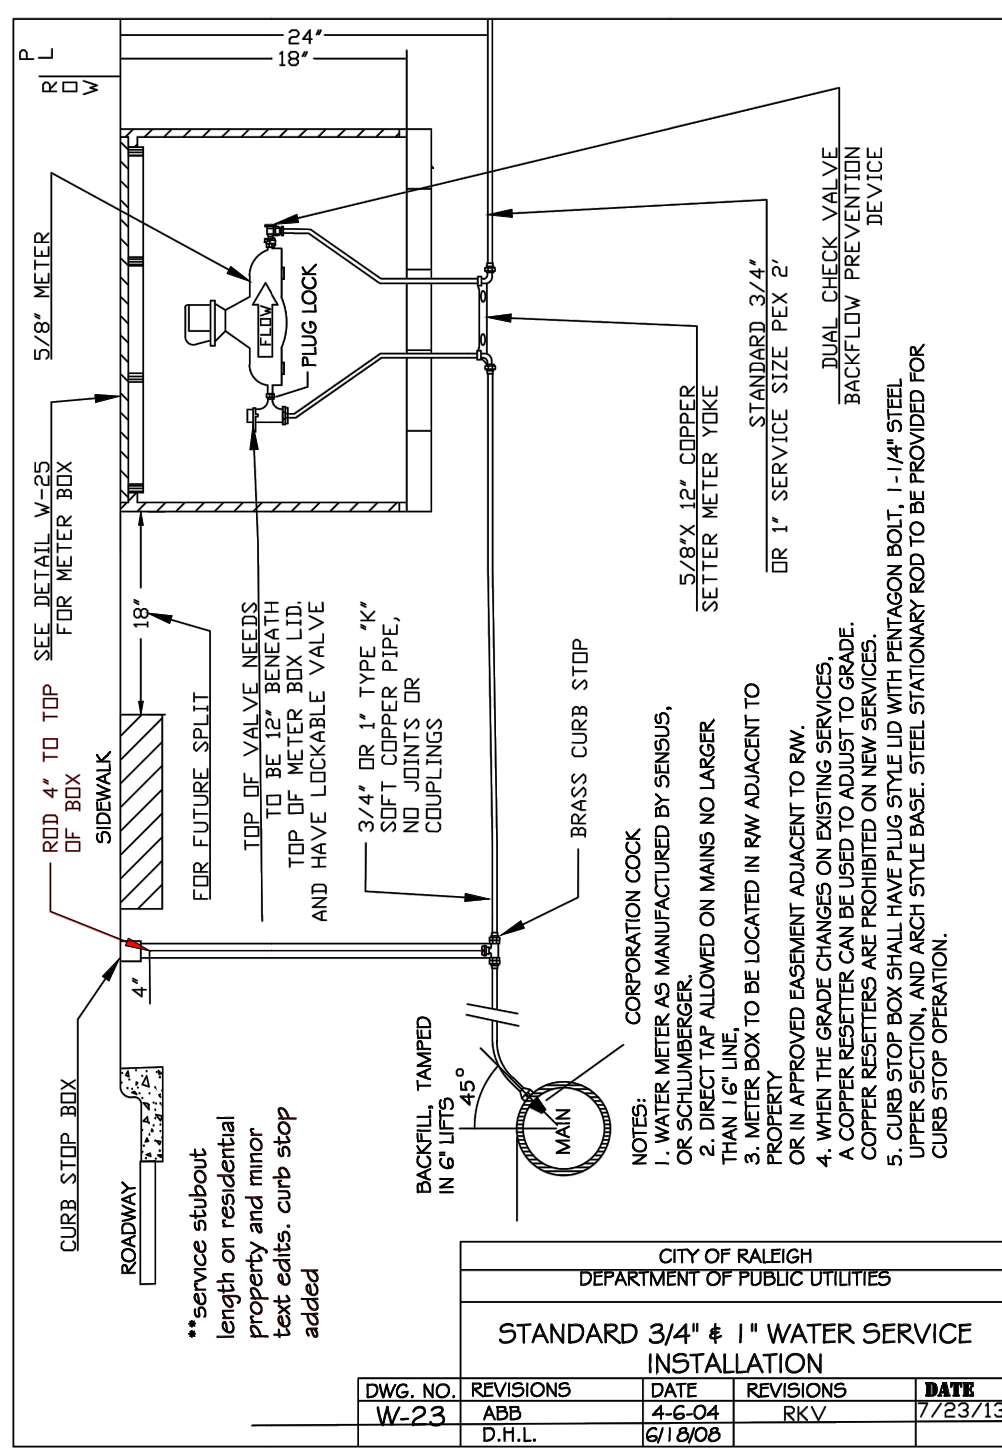 P
L
R
O
W
24"
18"
5/8" METER
SEE DETAIL W-25
FOR METER BOX
ROD 4" TO TOP
OF BOX
SIDEWALK
CURB STOP BOX
ROADWAY
4"
18"
FOR FUTURE SPLIT
FLOW
PLUG LOCK
TOP OF VALVE NEEDS
TO BE 12" BENEATH
TOP OF METER BOX LID.
AND HAVE LOCKABLE VALVE
3/4" OR 1" TYPE "K"
SOFT COPPER PIPE,
NO JOINTS OR
COUPLINGS
BRASS CURB STOP
5/8"X 12" COPPER
SETTER METER YOKE
STANDARD 3/4"
OR 1" SERVICE SIZE PEX 2'
DUAL CHECK VALVE
BACKFLOW PREVENTION
DEVICE
**service stubout
length on residential
property and minor
text edits. curb stop
added
BACKFILL, TAMPED
IN 6" LIFTS
45°
MAIN
CORPORATION COCK
NOTES:
1. WATER METER AS MANUFACTURED BY SENSUS,
OR SCHLUMBERGER.
2. DIRECT TAP ALLOWED ON MAINS NO LARGER
THAN 16" LINE,
3. METER BOX TO BE LOCATED IN R/W ADJACENT TO
PROPERTY
OR IN APPROVED EASEMENT ADJACENT TO R/W.
4. WHEN THE GRADE CHANGES ON EXISTING SERVICES,
A COPPER RESETTER CAN BE USED TO ADJUST TO GRADE.
COPPER RESETTERS ARE PROHIBITED ON NEW SERVICES.
5. CURB STOP BOX SHALL HAVE PLUG STYLE LID WITH PENTAGON BOLT, 1-1/4" STEEL
UPPER SECTION, AND ARCH STYLE BASE. STEEL STATIONARY ROD TO BE PROVIDED FOR
CURB STOP OPERATION.
CITY OF RALEIGH
DEPARTMENT OF PUBLIC UTILITIES
STANDARD 3/4" & 1" WATER SERVICE
INSTALLATION
DWG. NO. REVISIONS DATE REVISIONS DATE
W-23 ABB 4-6-04 RKV 7/23/13
D.H.L. 6/18/08